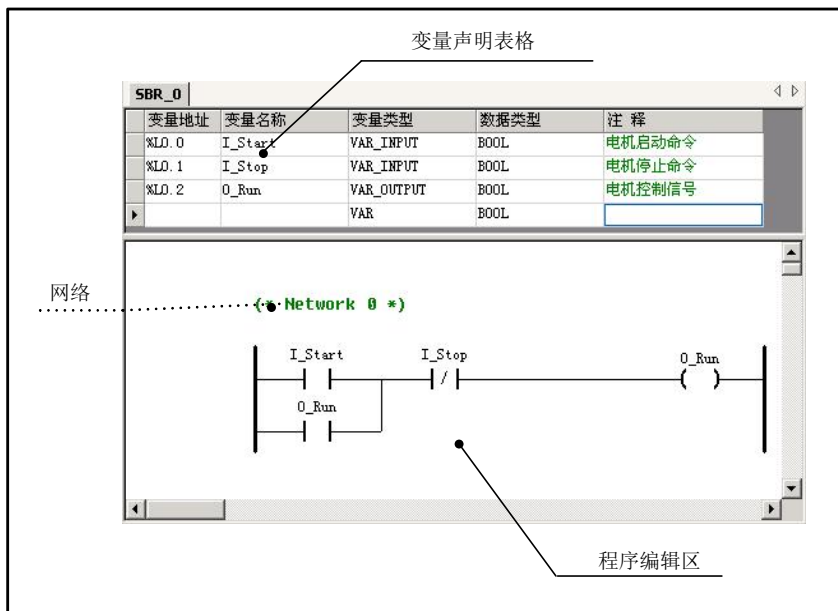 变量声明表格
SBR_0
变量地址 变量名称 变量类型 数据类型 注 释
%L0.0 I_Start VAR_INPUT BOOL 电机启动命令
%L0.1 I_Stop VAR_INPUT BOOL 电机停止命令
%L0.2 O_Run VAR_OUTPUT BOOL 电机控制信号
VAR BOOL
网络
(* Network 0 *)
I_Start I_Stop O_Run
O_Run
程序编辑区